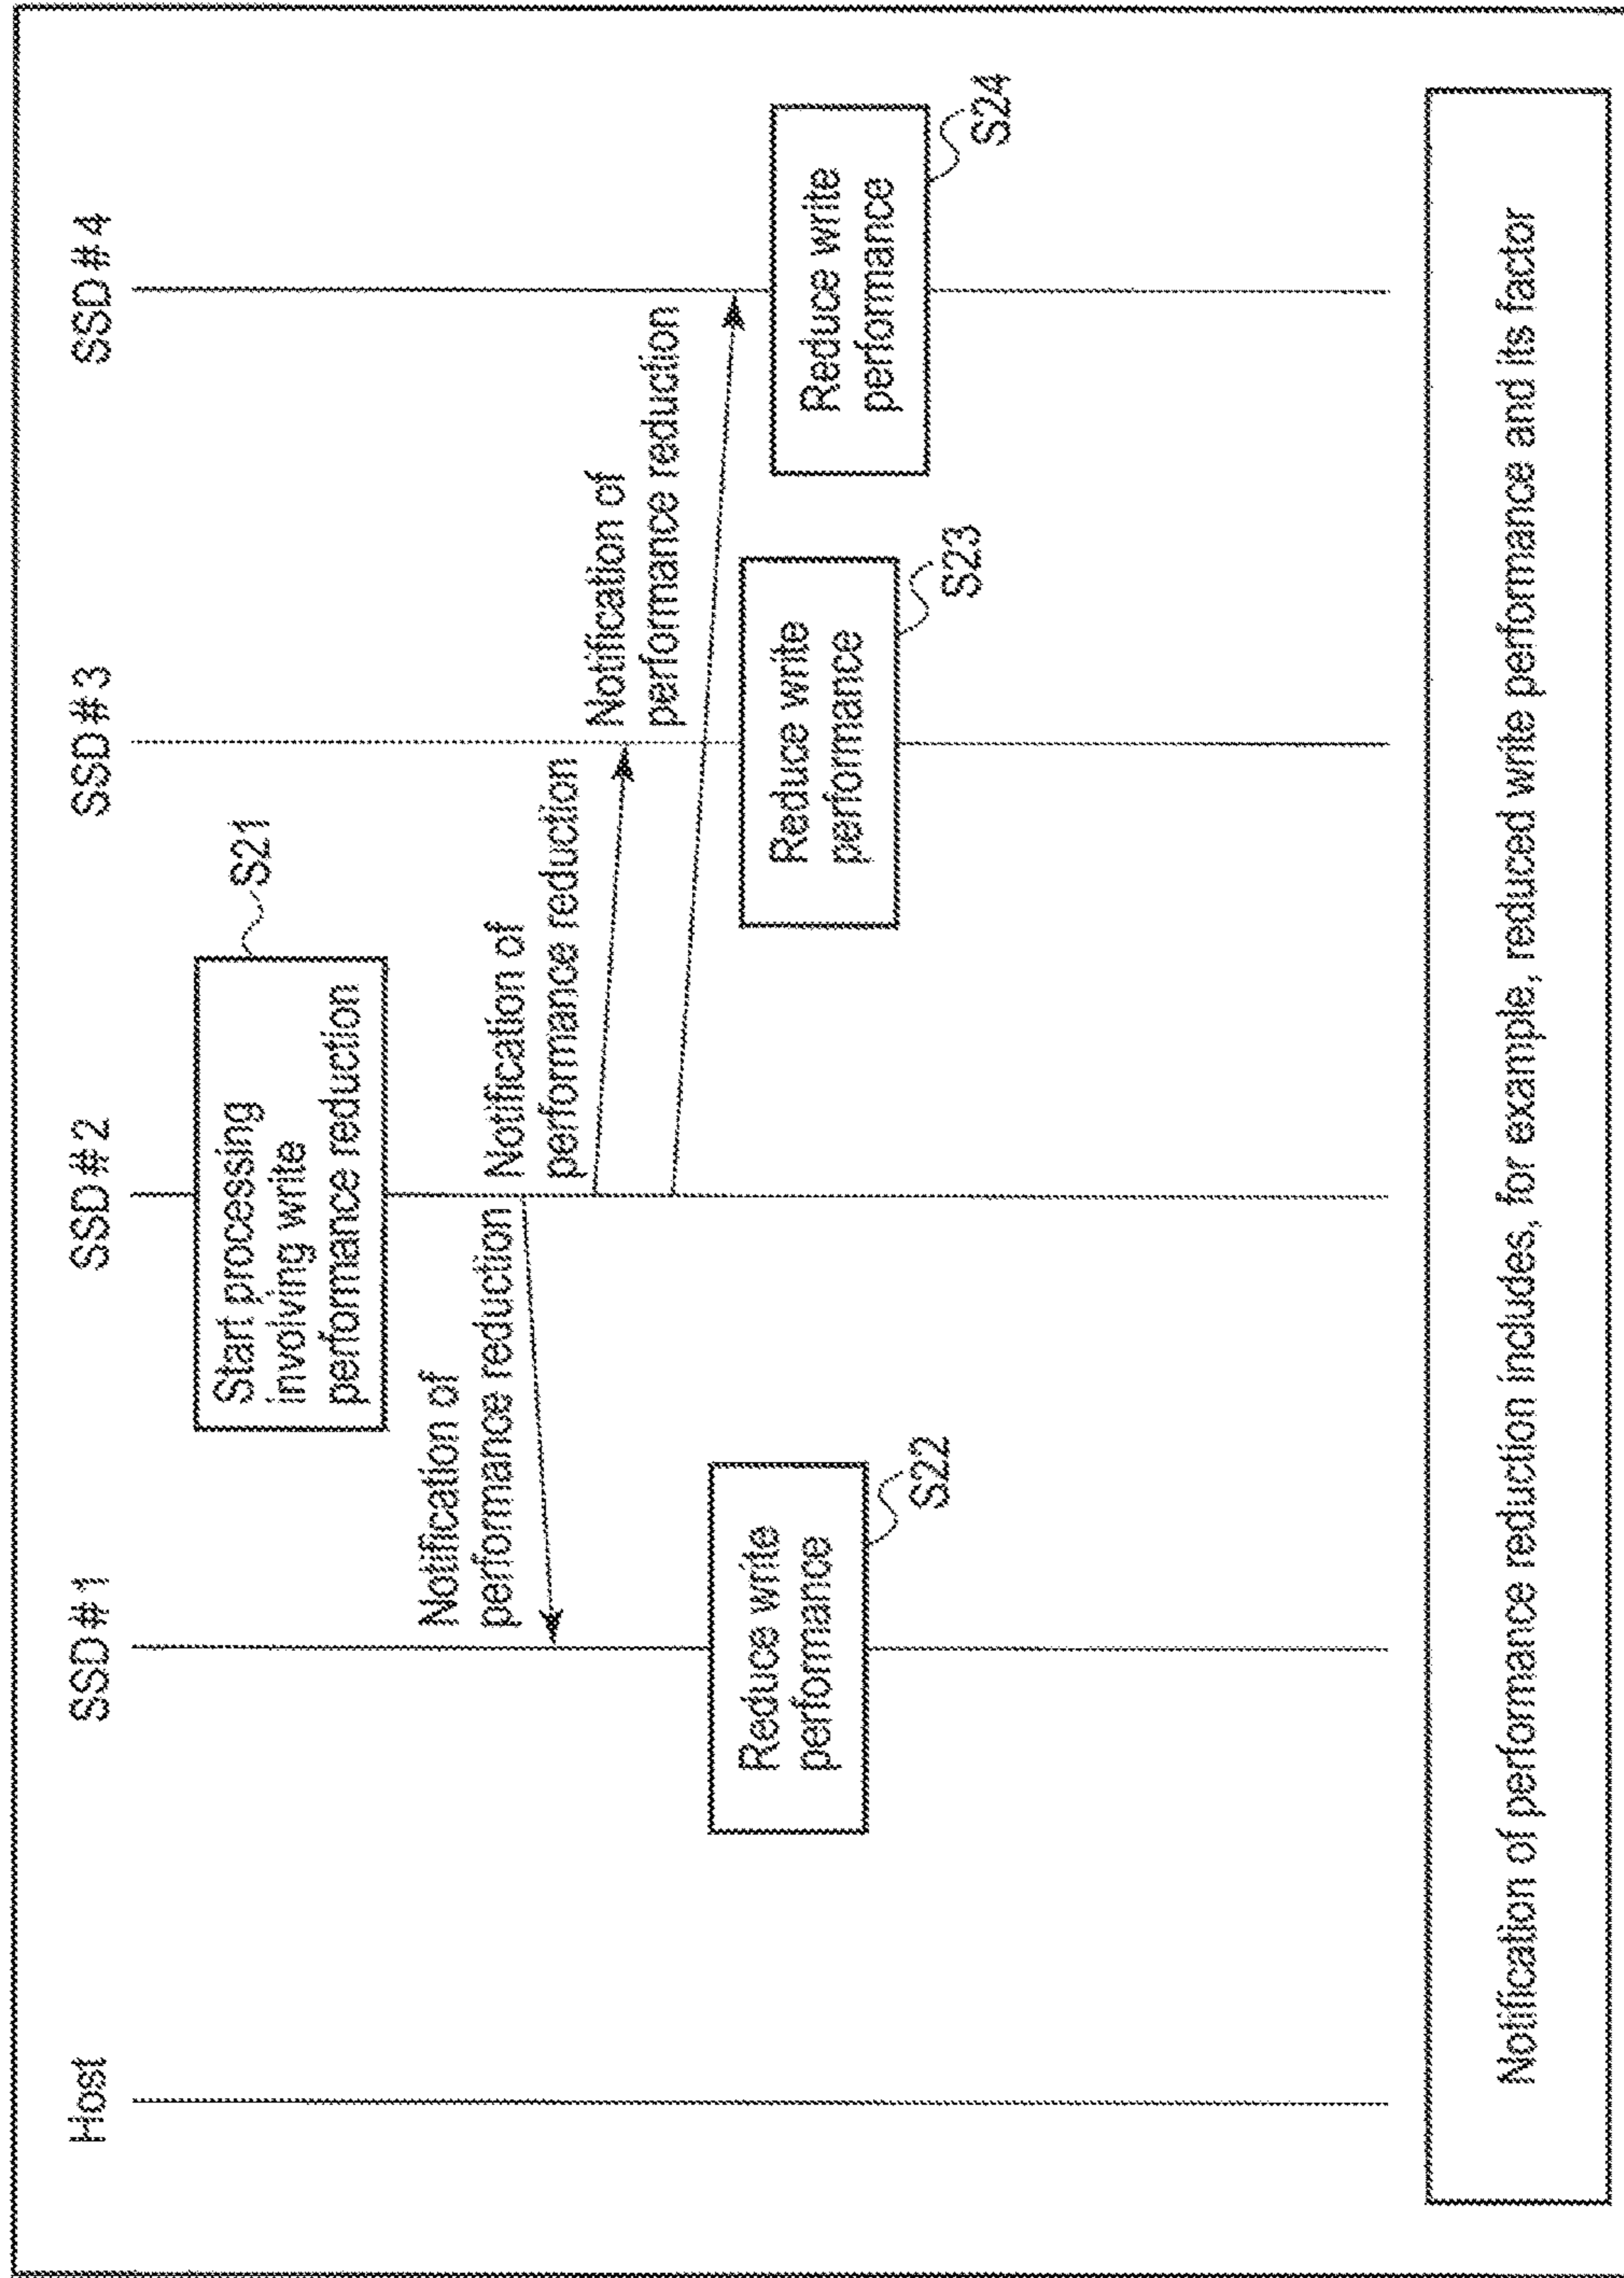 Host
SSD#1
SSD#2
SSD#3
SSD#4
Start processing
involving write
performance reduction
S21
Notification of
performance reduction
Notification of
performance reduction
Notification of
performance reduction
Reduce write
performance
S22
Reduce write
performance
S23
Reduce write
performance
S24
Notification of performance reduction includes, for example, reduced write performance and its factor